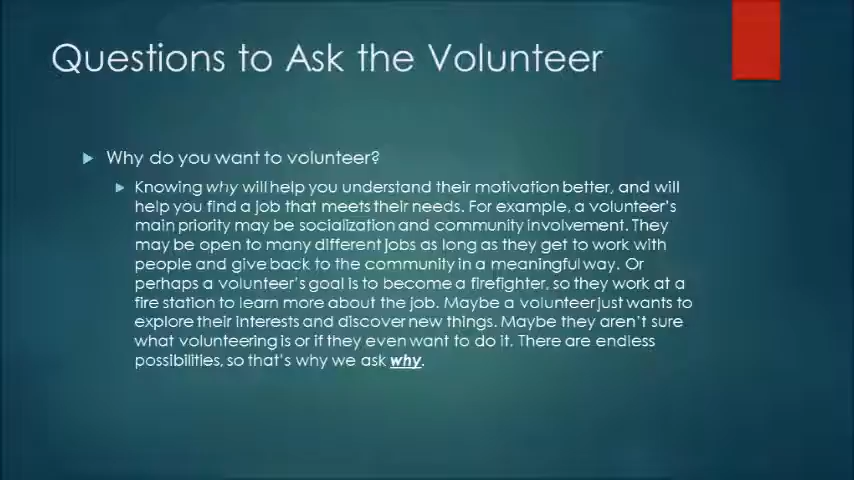 Questions to Ask the Volunteer
Why do you want to volunteer?
Knowing why will help you understand their motivation better, and will
help you find a job that meets their needs. For example, a volunteer's
main priority may be socialization and community involvement. They
may be open to many different jobs as long as they get to work with
people and give back to the community in a meaningful way. Or
perhaps a volunteer's goal is to become a firefighter, so they work at a
fire station to learn more about the job. Maybe a volunteer just wants to
explore their interests and discover new things. Maybe they aren't sure
what volunteering is or if they even want to do it. There are endless
possibilities, so that's why we ask why.